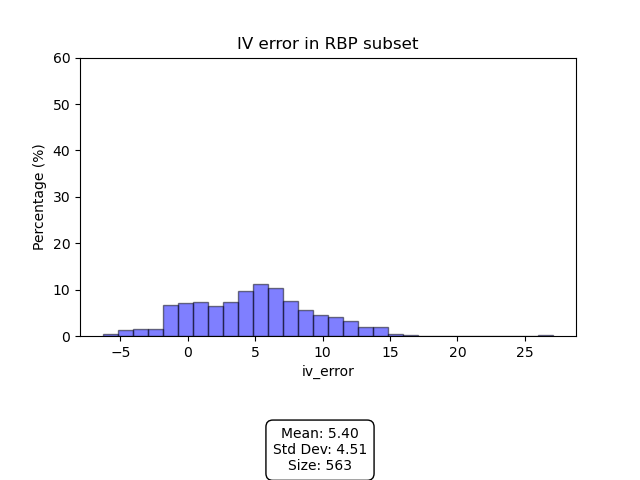 IV error in RBP subset
Percentage (%)
60
50
40
30
20
10
0
−5
0
5
10
15
20
25
iv_error
Mean: 5.40
Std Dev: 4.51
Size: 563